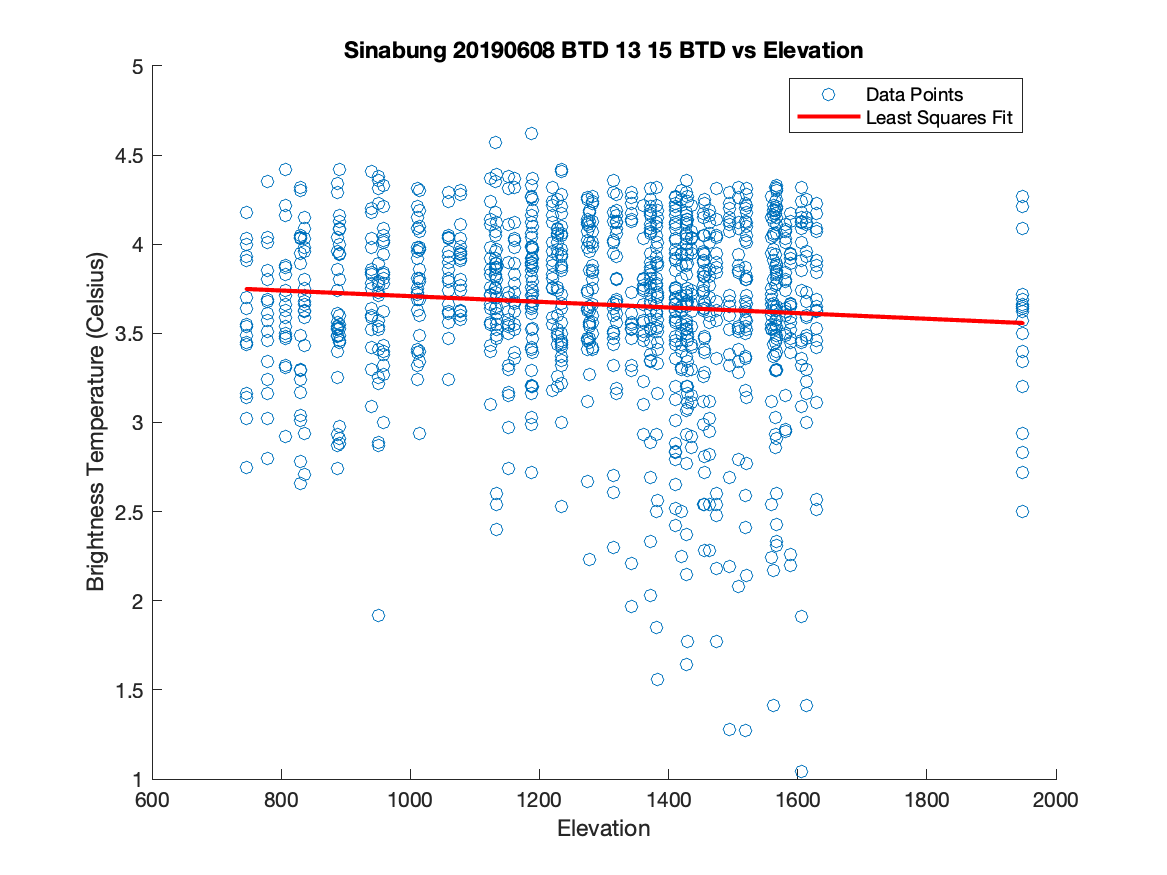 Sinabung 20190608 BTD 13 15 BTD vs Elevation
Data Points
Least Squares Fit
Brightness Temperature (Celsius)
5
4.5
4
3.5
3
2.5
2
1.5
1
600 800 1000 1200 1400 1600 1800 2000
Elevation